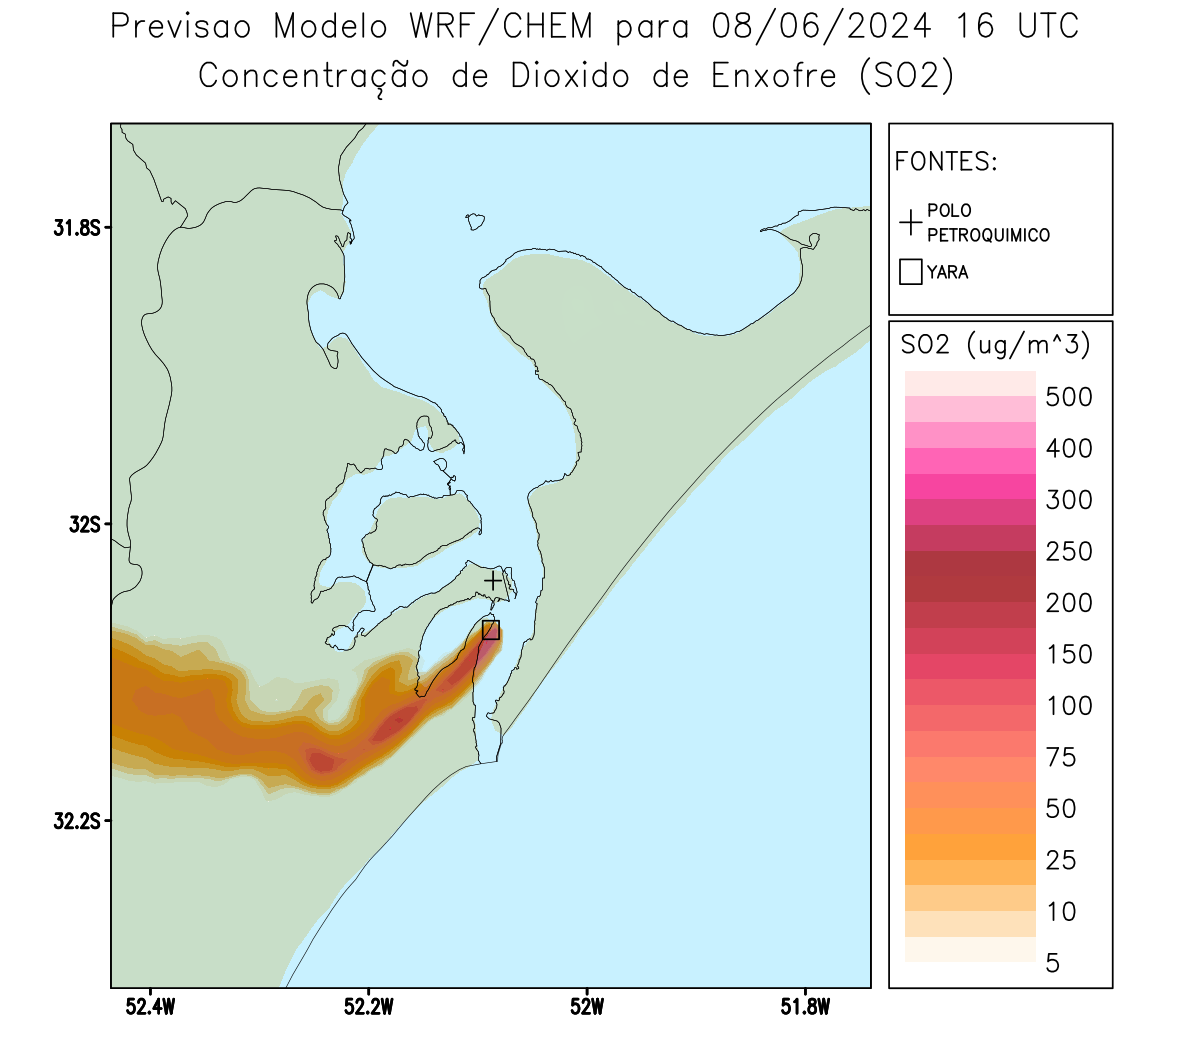 Previsao Modelo WRF/CHEM para 08/06/2024 16 UTC
Concentração de Dioxido de Enxofre (SO2)
FONTES:
POLO
PETROQUIMICO
YARA
31.8S
32S
32.2S
52.4W
52.2W
52W
51.8W
SO2 (ug/m^3)
500
400
300
250
200
150
100
75
50
25
10
5